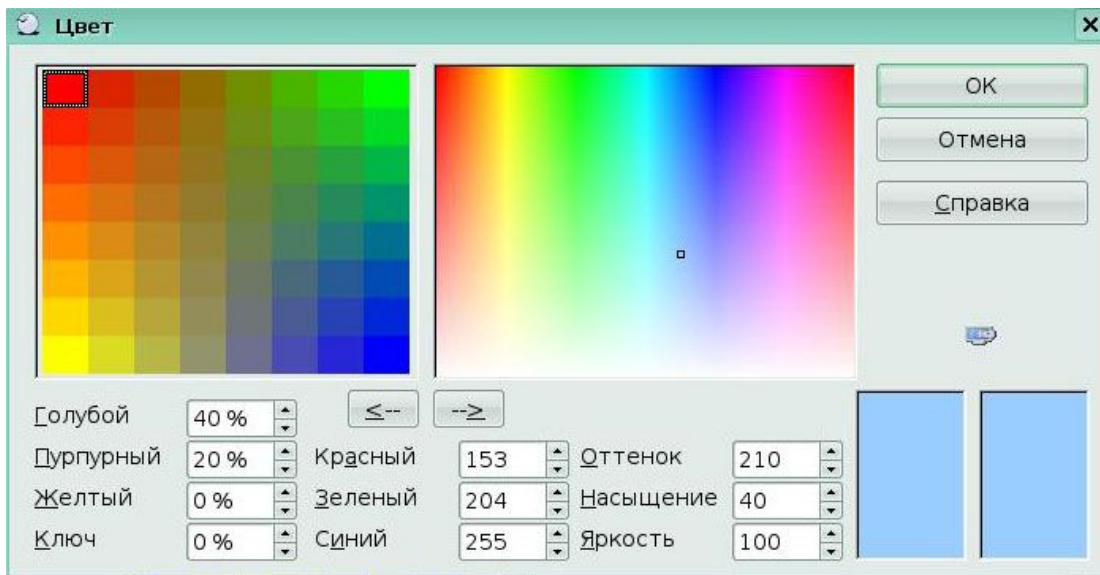 Цвет
OK
Отмена
Справка
<-- -->
Голубой 40 %
Пурпурный 20 % Красный 153 Оттенок 210
Желтый 0 % Зеленый 204 Насыщение 40
Ключ 0 % Синий 255 Яркость 100